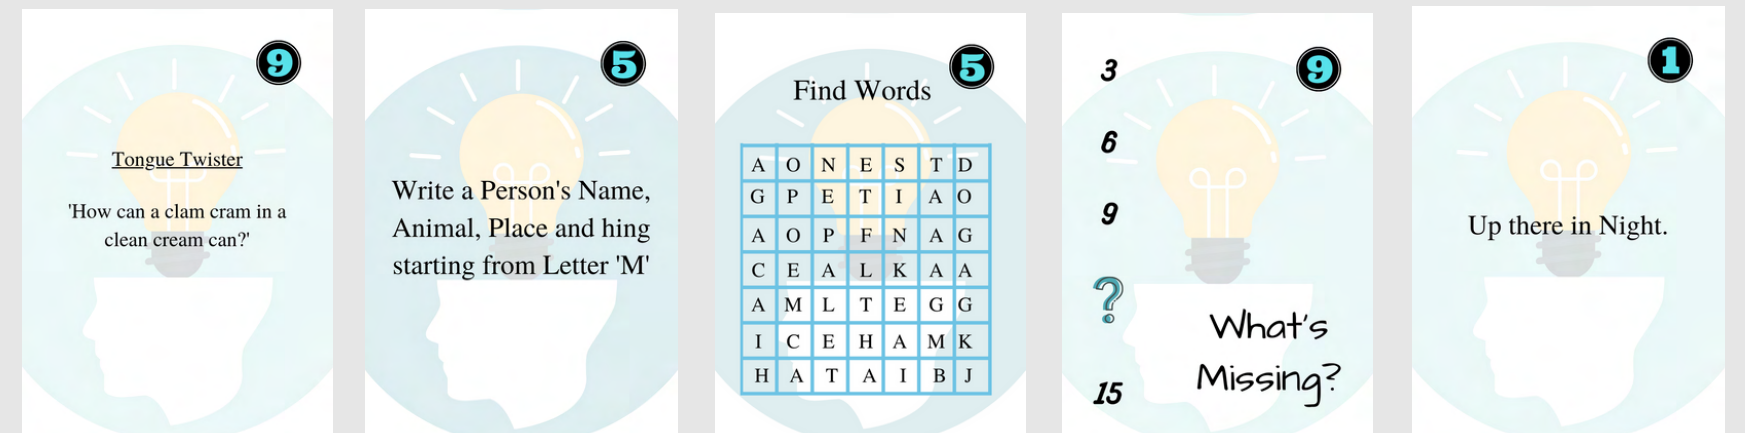 9
Tongue Twister
'How can a clam cram in a
clean cream can?'
5
Write a Person's Name,
Animal, Place and hing
starting from Letter 'M'
5
Find Words
A O N E S T D
G P E T I A O
A O P F N A G
C E A L K A A
A M L T E G G
I C E H A M K
H A T A I B J
9
3
6
9
?
15
What's
Missing?
1
Up there in Night.